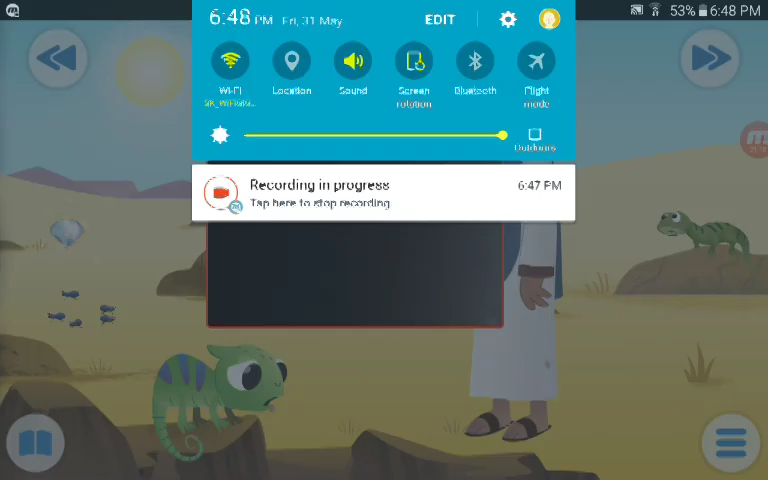 53% 6:48 PM
6:48 PM Fri, 31 May EDIT
Wi-Fi Location Sound Screen rotation Bluetooth Flight mode
Outdoors
Recording in progress 6:47 PM
Tap here to stop recording